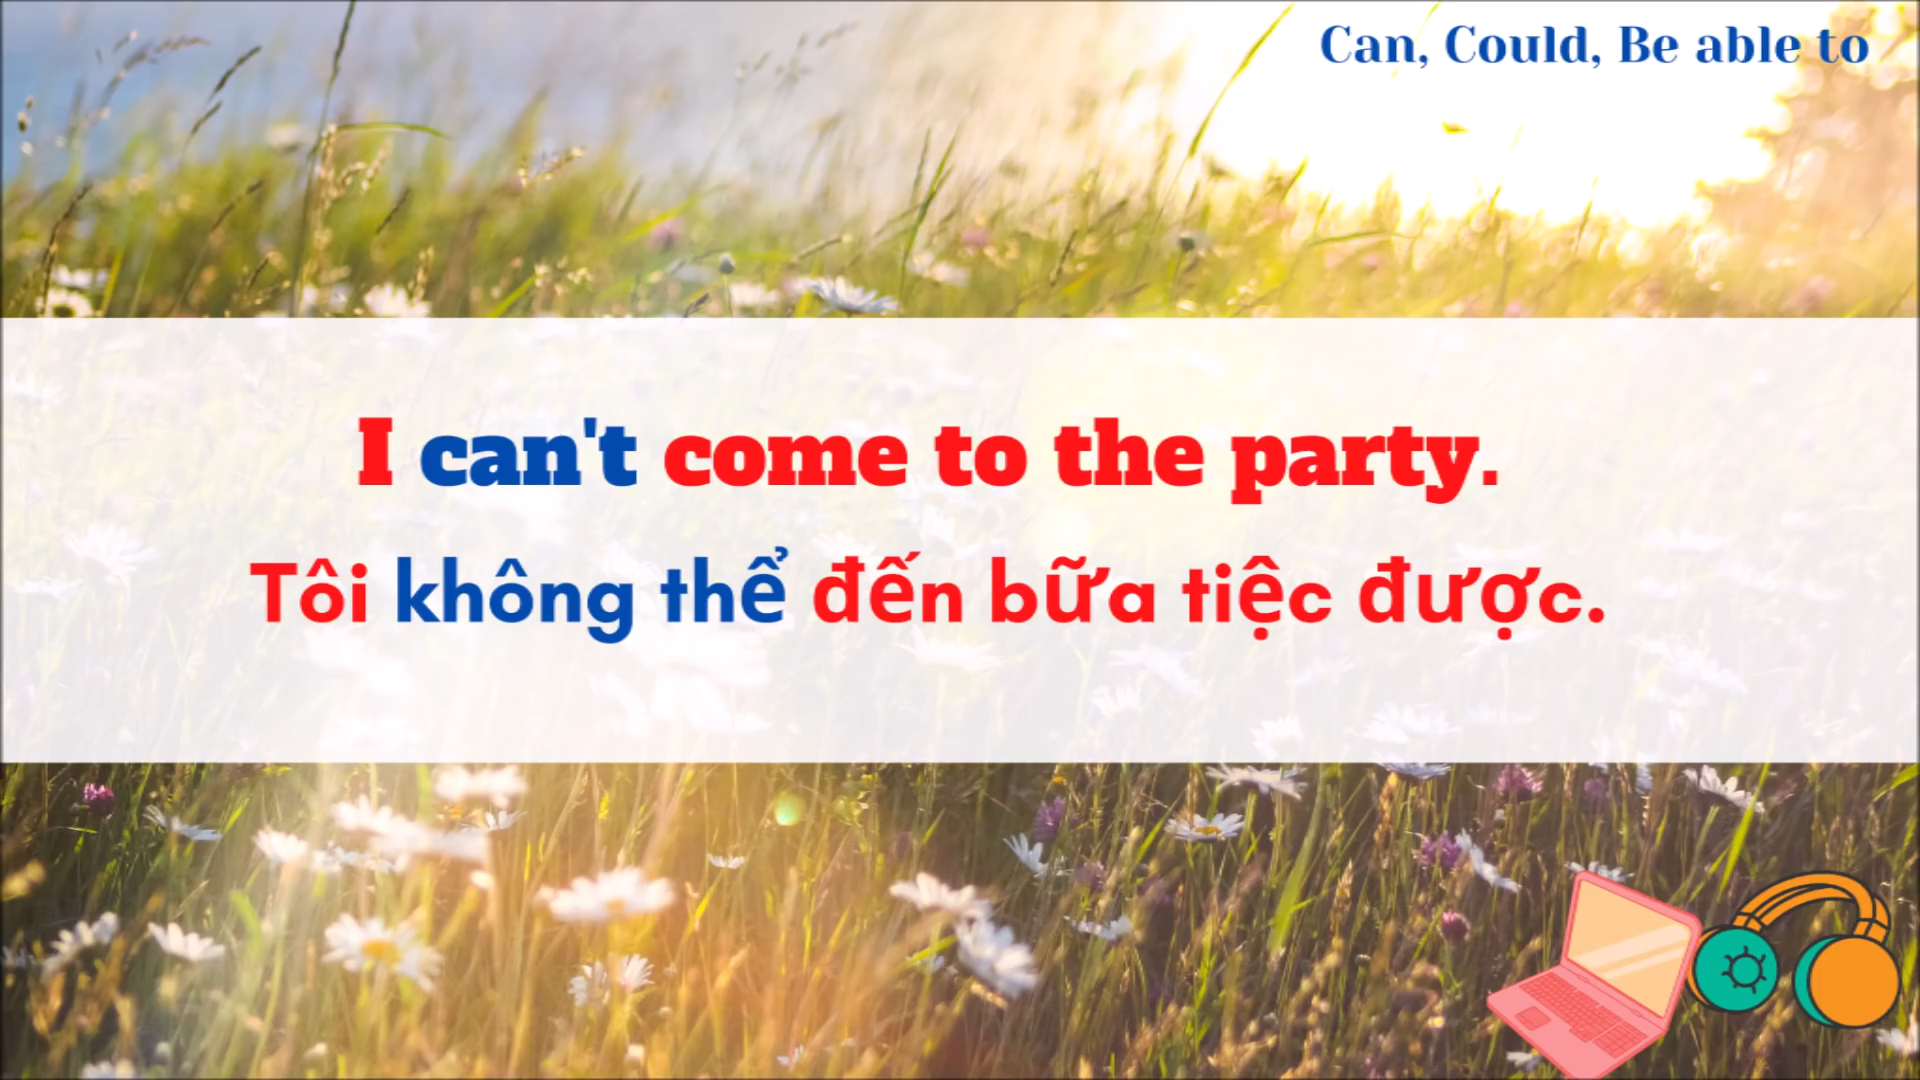 Can, Could, Be able to
I can't come to the party.
Tôi không thể đến bữa tiệc được.